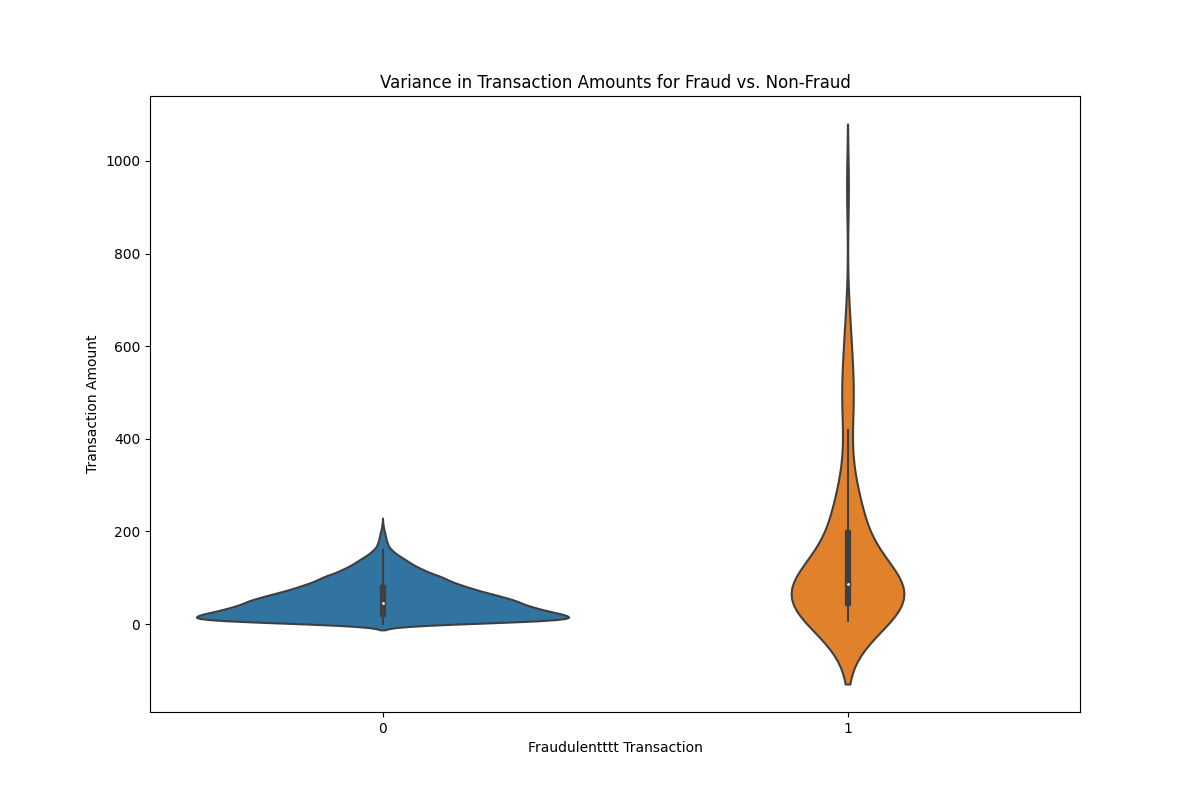 Variance in Transaction Amounts for Fraud vs. Non-Fraud
1000
800
600
400
200
0
Transaction Amount
0 1
Fraudulentttt Transaction